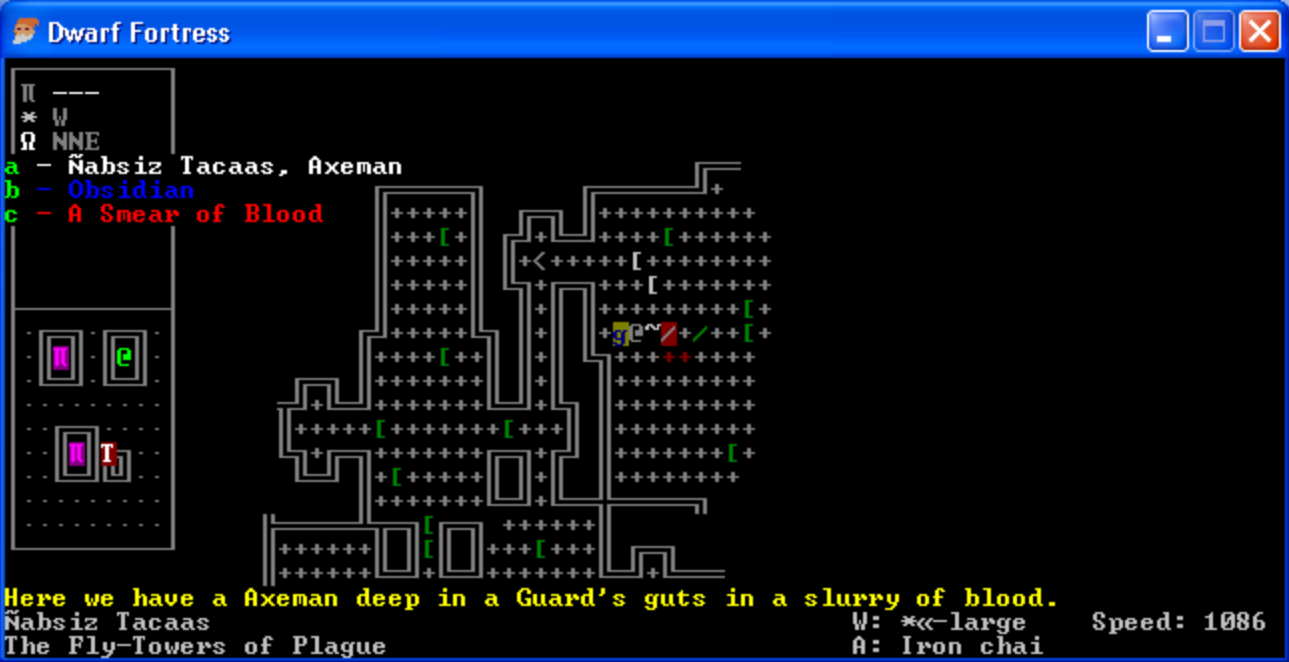 Dwarf Fortress
π ---
* W
Ω NNE
a - Ñabsiz Tacaas, Axeman
b - Obsidian
c - A Smear of Blood
Here we have a Axeman deep in a Guard's guts in a slurry of blood.
Ñabsiz Tacaas W: *«-large Speed: 1086
The Fly-Towers of Plague A: Iron chai